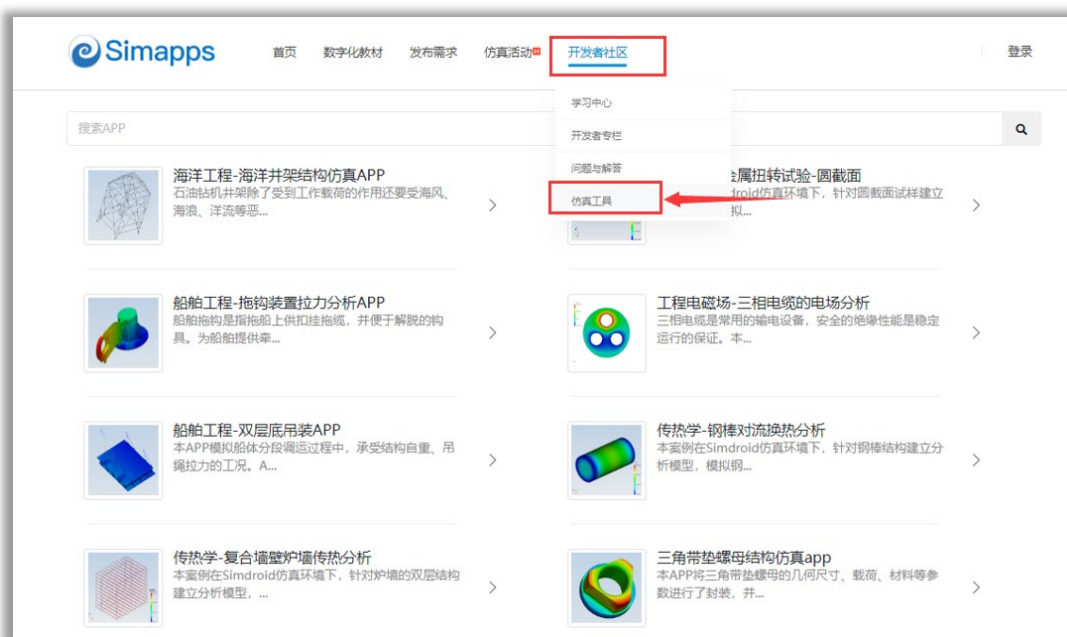 Simapps
首页 数字化教材 发布需求 仿真活动 开发者社区 登录
学习中心
开发者专栏
问题与解答
仿真工具
搜索APP
海洋工程-海洋井架结构仿真APP
石油钻机井架除了受到工作载荷的作用还要受海风、
海浪、洋流等恶...
金属扭转试验-圆截面
droid仿真环境下，针对圆截面试样建立
拟...
船舶工程-拖钩装置拉力分析APP
船舶拖钩是指拖船上供扣挂拖缆，并便于解脱的钩
具。为船舶提供牵...
工程电磁场-三相电缆的电场分析
三相电缆是常用的输电设备，安全的绝缘性能是稳定
运行的保证。本...
船舶工程-双层底吊装APP
本APP模拟船体分段调运过程中，承受结构自重、吊
绳拉力的工况。A...
传热学-钢棒对流换热分析
本案例在Simdroid仿真环境下，针对钢棒结构建立分
析模型，模拟钢...
传热学-复合墙壁炉墙传热分析
本案例在Simdroid仿真环境下，针对炉墙的双层结构
建立分析模型，...
三角带垫螺母结构仿真app
本APP将三角带垫螺母的几何尺寸、载荷、材料等参
数进行了封装，并...